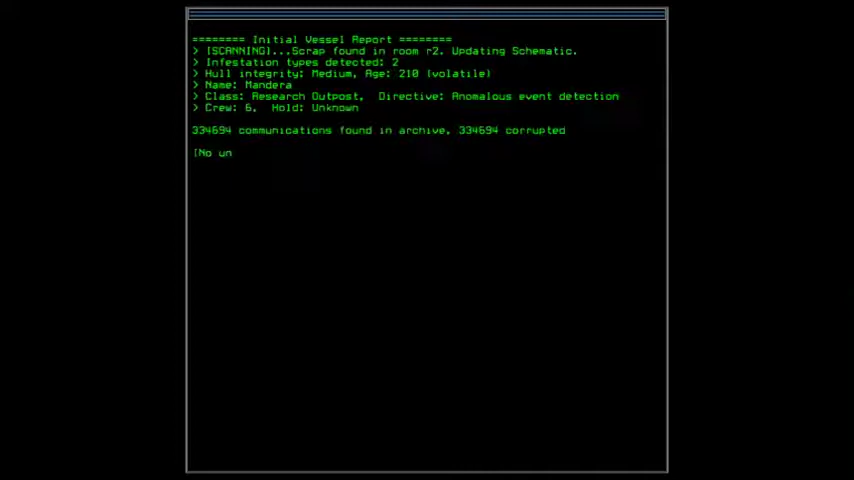 ======== Initial Vessel Report ========
> [SCANNING]...Scrap found in room r2. Updating Schematic.
> Infestation types detected: 2
> Hull integrity: Medium, Age: 210 (volatile)
> Name: Mandera
> Class: Research Outpost,  Directive: Anomalous event detection
> Crew: 6,  Hold: Unknown
334694 communications found in archive, 334694 corrupted
[No un